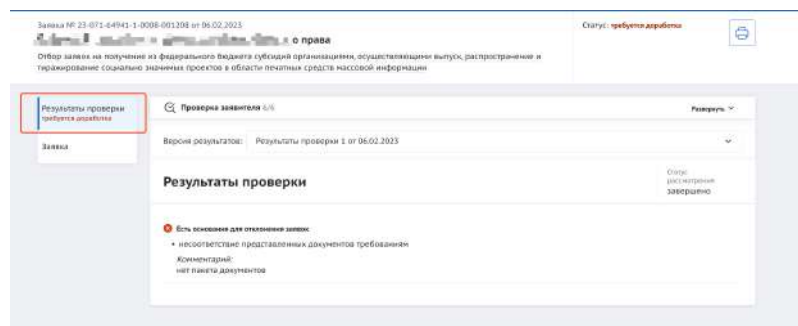 Заявка № 23-071-64941-1-0008-001208 от 06.02.2023
Статус: требуется доработка
о права
Отбор заявок на получение из федерального бюджета субсидий организациями, осуществляющими выпуск, распространение и
тиражирование социально значимых проектов в области печатных средств массовой информации
Результаты проверки
требуется доработка
Заявка
Проверка заявителя 6/6
Развернуть
Версия результатов: Результаты проверки 1 от 06.02.2023
Результаты проверки
Статус
рассмотрения
завершено
Есть основания для отклонения заявок:
• несоответствие представленных документов требованиям
Комментарий:
нет пакета документов